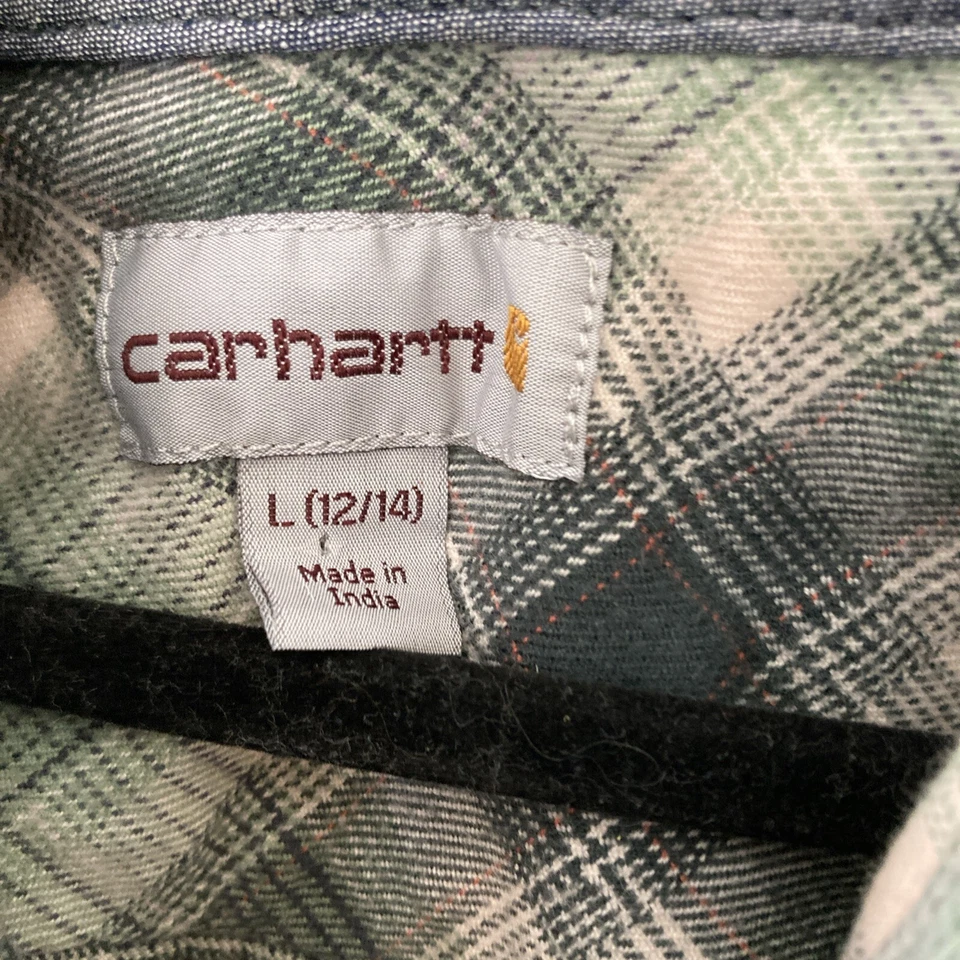 carhartt
L (12/14)
Made in
India